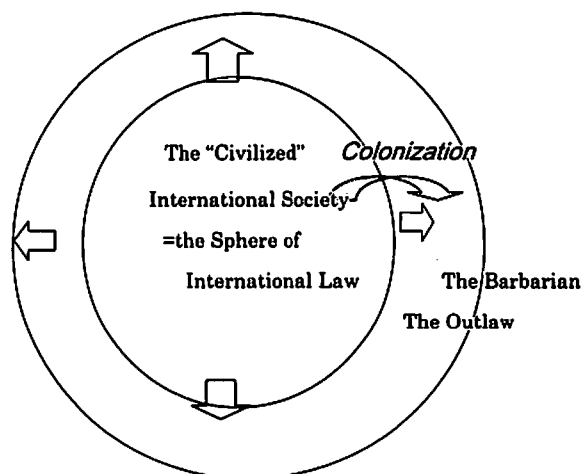 The "Civilized"
Colonization
International Society
=the Sphere of
International Law
The Barbarian
The Outlaw